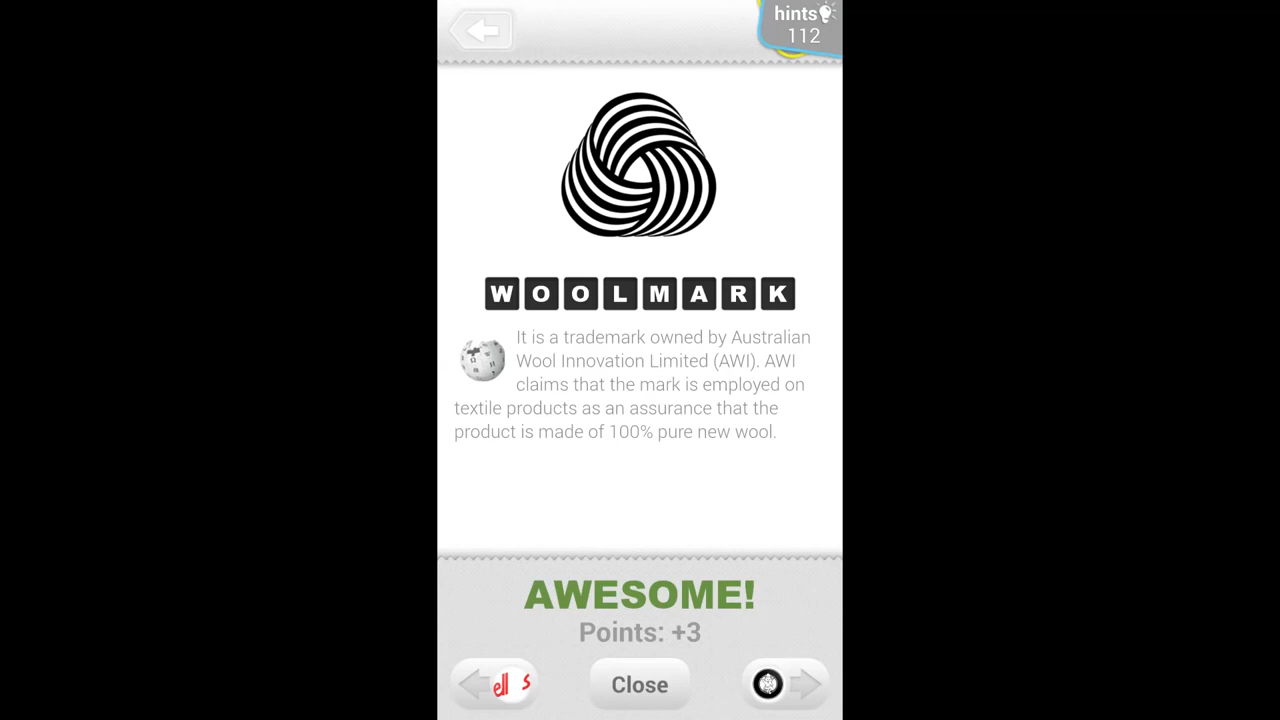 hints
112
WOOLMARK
It is a trademark owned by Australian
Wool Innovation Limited (AWI). AWI
claims that the mark is employed on
textile products as an assurance that the
product is made of 100% pure new wool.
AWESOME!
Points: +3
ell s
Close